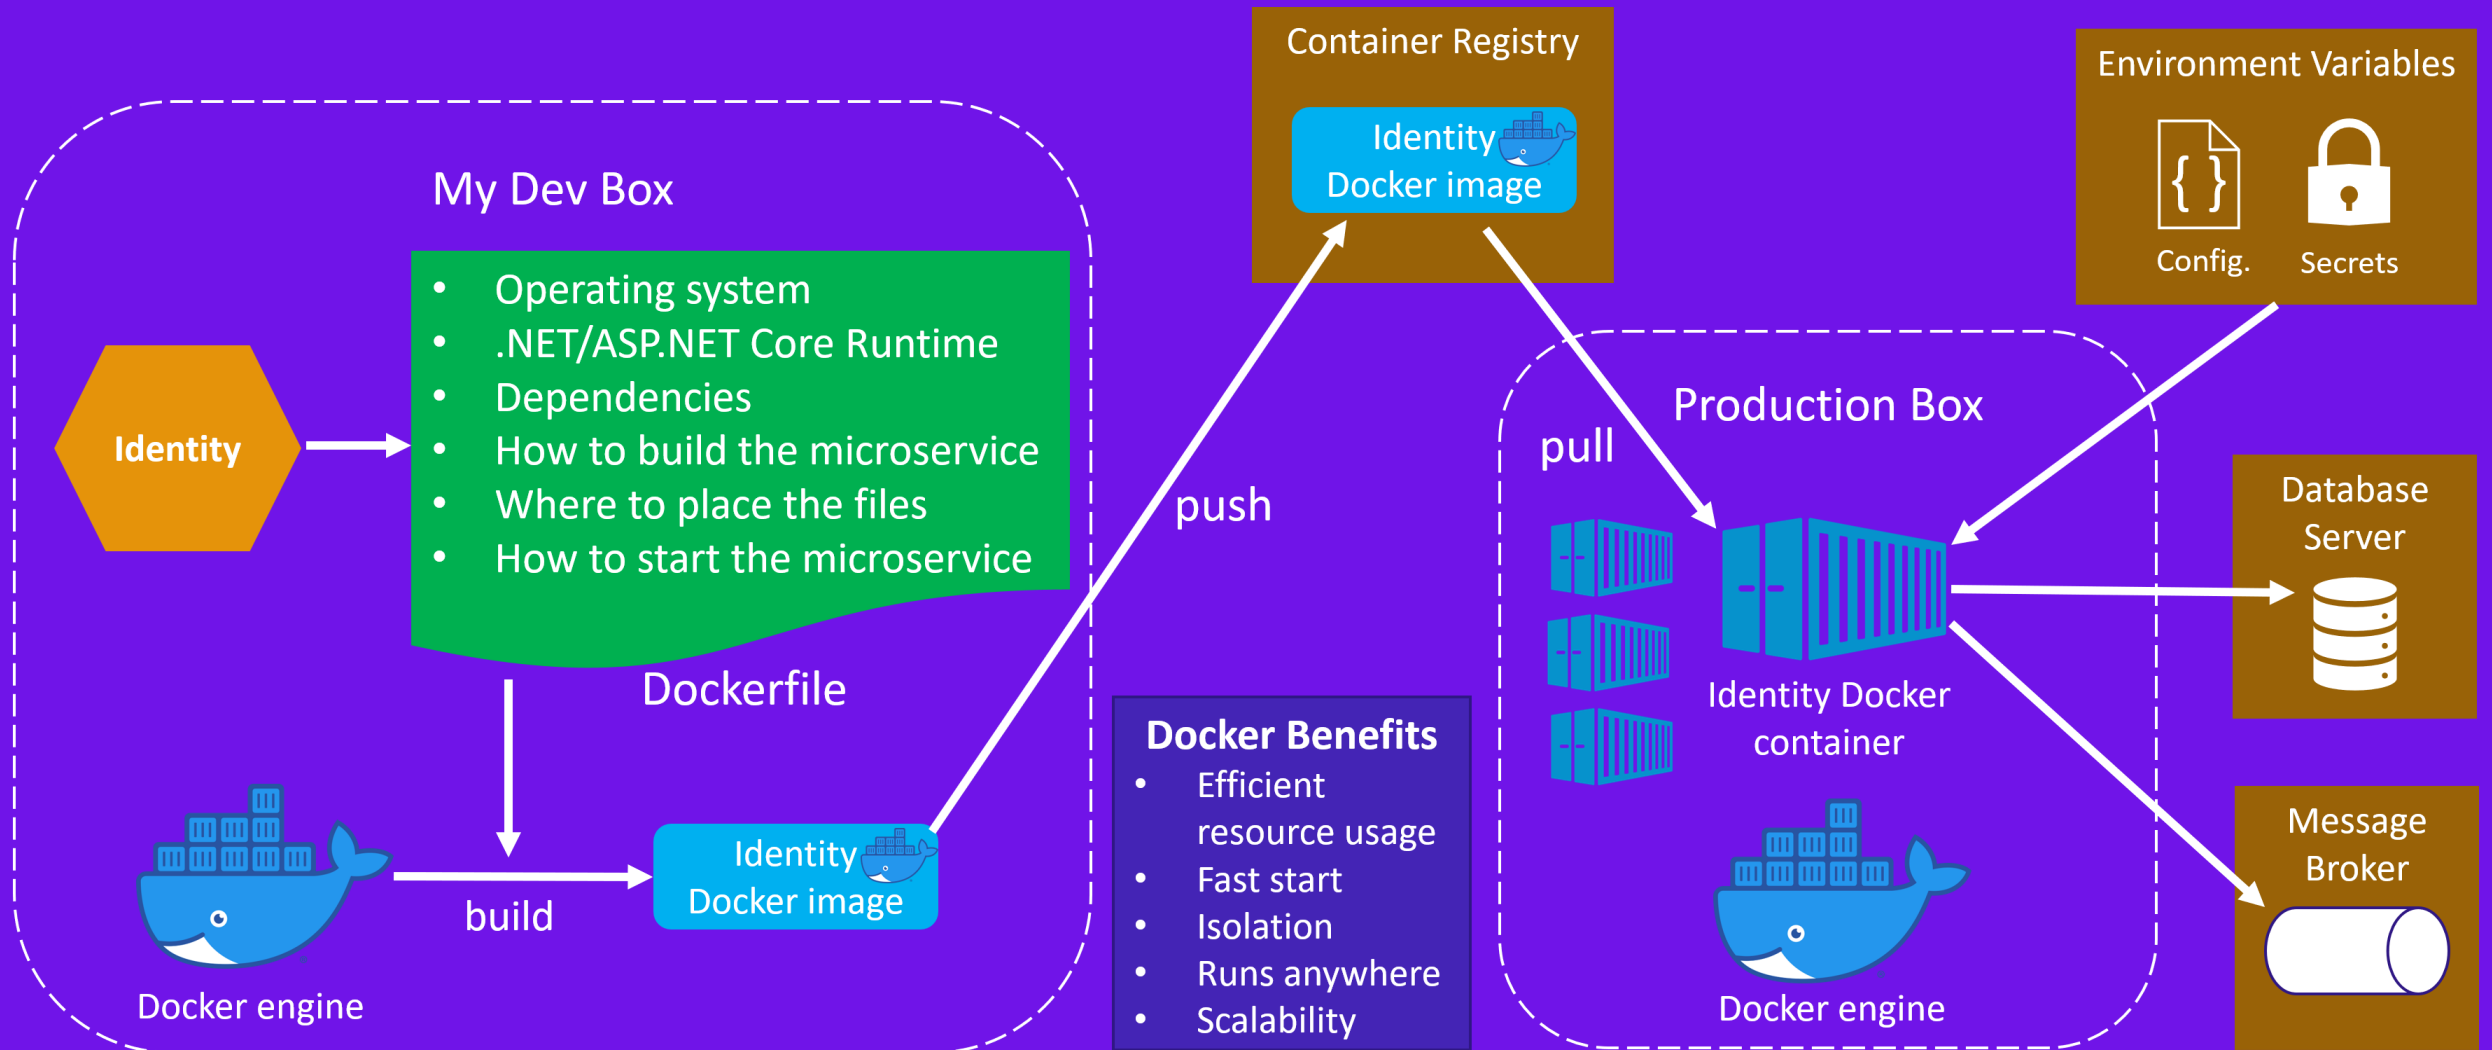 My Dev Box
Identity
• Operating system
• .NET/ASP.NET Core Runtime
• Dependencies
• How to build the microservice
• Where to place the files
• How to start the microservice
Dockerfile
Docker engine
build
Identity
Docker image
push
Container Registry
Identity
Docker image
pull
Docker Benefits
• Efficient
resource usage
• Fast start
• Isolation
• Runs anywhere
• Scalability
Production Box
Identity Docker
container
Docker engine
Environment Variables
{ }
Config.
Secrets
Database
Server
Message
Broker